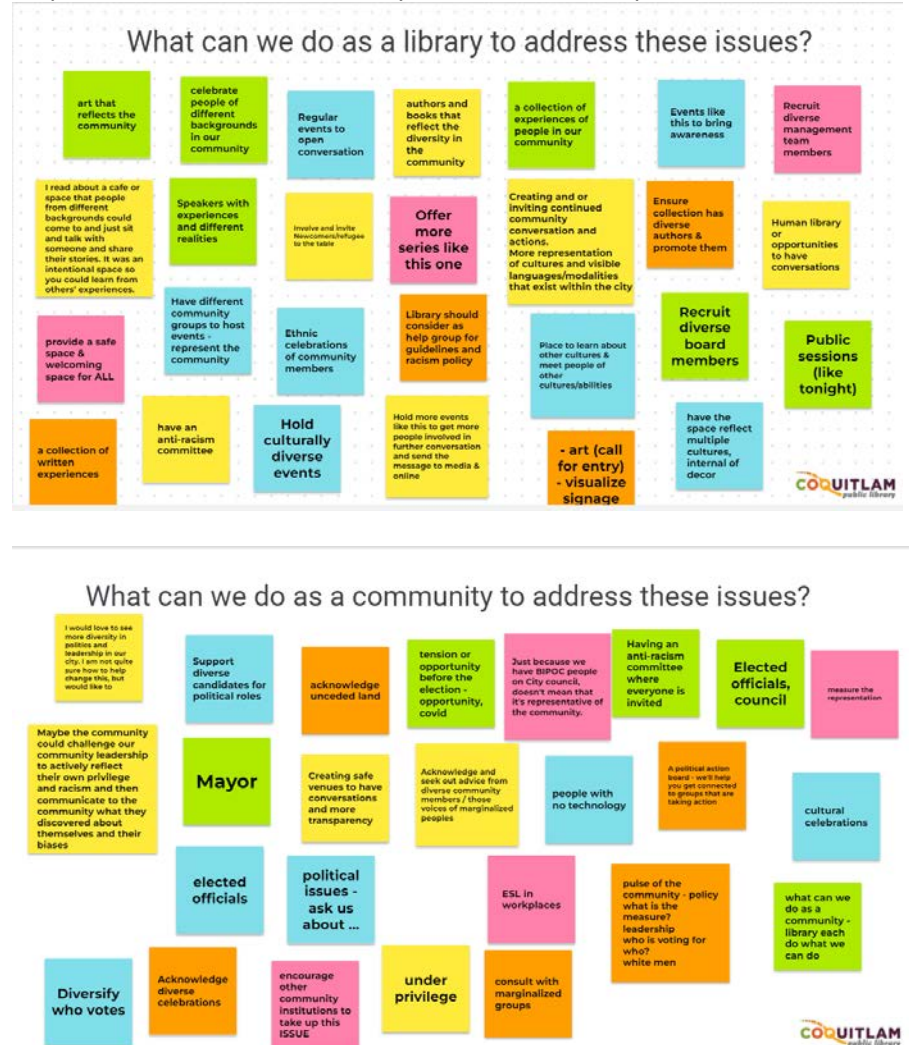 What can we do as a library to address these issues?
art that
reflects the
community
celebrate
people of
different
backgrounds
in our
community
Regular
events to
open
conversation
authors and
books that
reflect the
diversity in
the
community
a collection of
experiences of
people in our
community
Events like
this to bring
awareness
Recruit
diverse
management
team
members
I read about a cafe or
space that people
from different
backgrounds could
come to and just sit
and talk with
someone and share
their stories. It was an
intentional space so
you could learn from
others' experiences.
Speakers with
experiences
and different
realities
Involve and invite
Newcomers/refugee
to the table
Offer
more
series like
this one
Creating and or
inviting continued
community
conversation and
actions.
More representation
of cultures and visible
languages/modalities
that exist within the city
Ensure
collection has
diverse
authors &
promote them
Human library
or
opportunities
to have
conversations
provide a safe
space &
welcoming
space for ALL
Have different
community
groups to host
events -
represent the
community
Ethnic
celebrations
of community
members
Library should
consider as
help group for
guidelines and
racism policy
Place to learn about
other cultures &
meet people of
other
cultures/abilities
Recruit
diverse
board
members
Public
sessions
(like
tonight)
a collection of
written
experiences
have an
anti-racism
committee
Hold
culturally
diverse
events
Hold more events
like this to get more
people involved in
further conversation
and send the
message to media &
online
- art (call
for entry)
- visualize
signage
have the
space reflect
multiple
cultures,
internal of
decor
COQUITLAM
public library
What can we do as a community to address these issues?
I would love to see
more diversity in
politics and
leadership in our
city. I am not quite
sure how to help
change this, but
would like to
Support
diverse
candidates for
political roles
acknowledge
unceded land
tension or
opportunity
before the
election -
opportunity,
covid
Just because we
have BIPOC people
on City council,
doesn't mean that
it's representative of
the community.
Having an
anti-racism
committee
where
everyone is
invited
Elected
officials,
council
measure the
representation
Maybe the community
could challenge our
community leadership
to actively reflect
their own privilege
and racism and then
communicate to the
community what they
discovered about
themselves and their
biases
Mayor
Creating safe
venues to have
conversations
and more
transparency
Acknowledge and
seek out advice from
diverse community
members / those
voices of marginalized
peoples
people with
no technology
A political action
board - we'll help
you get connected
to groups that are
taking action
cultural
celebrations
elected
officials
political
issues -
ask us
about ...
ESL in
workplaces
pulse of the
community - policy
what is the
measure?
leadership
who is voting for
who?
white men
what can we
do as a
community -
library each
do what we
can do
Diversify
who votes
Acknowledge
diverse
celebrations
encourage
other
community
institutions to
take up this
ISSUE
under
privilege
consult with
marginalized
groups
COQUITLAM
public library